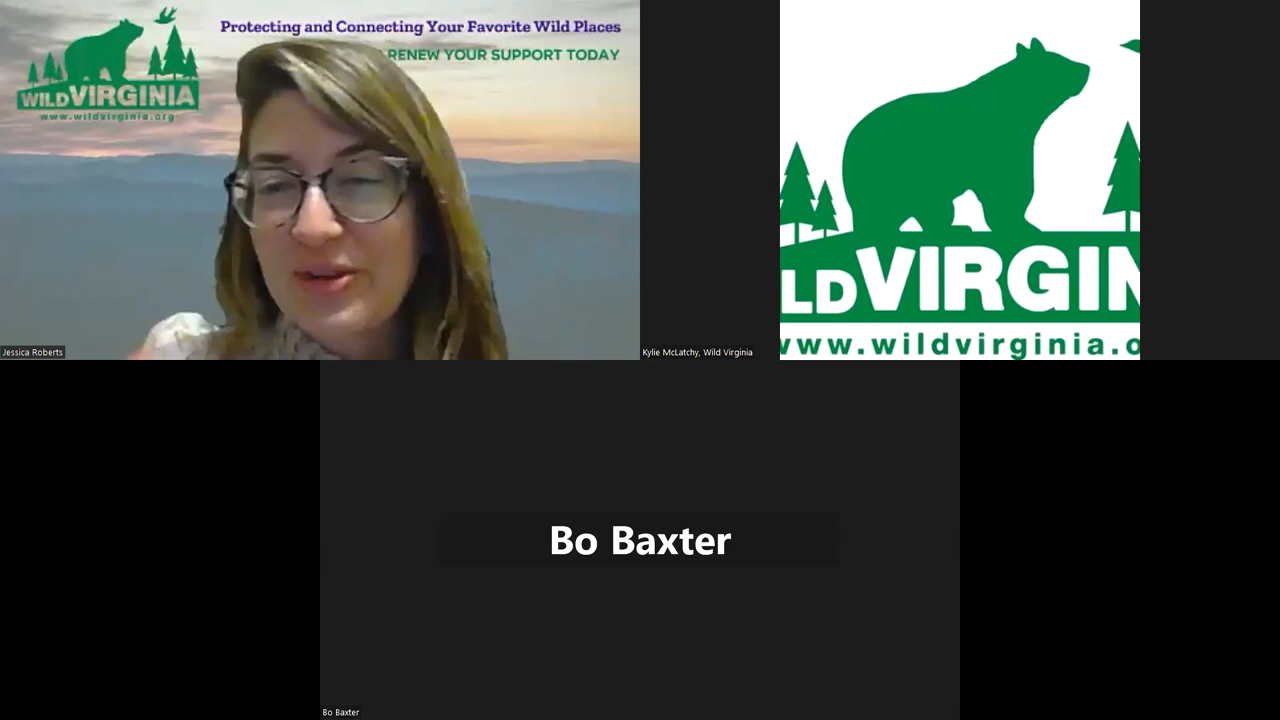 Protecting and Connecting Your Favorite Wild Places
RENEW YOUR SUPPORT TODAY
WILDVIRGINIA
www.wildvirginia.org
Jessica Roberts
LDVIRGIN
www.wildvirginia.o
Kylie McLatchy, Wild Virginia
Bo Baxter
Bo Baxter